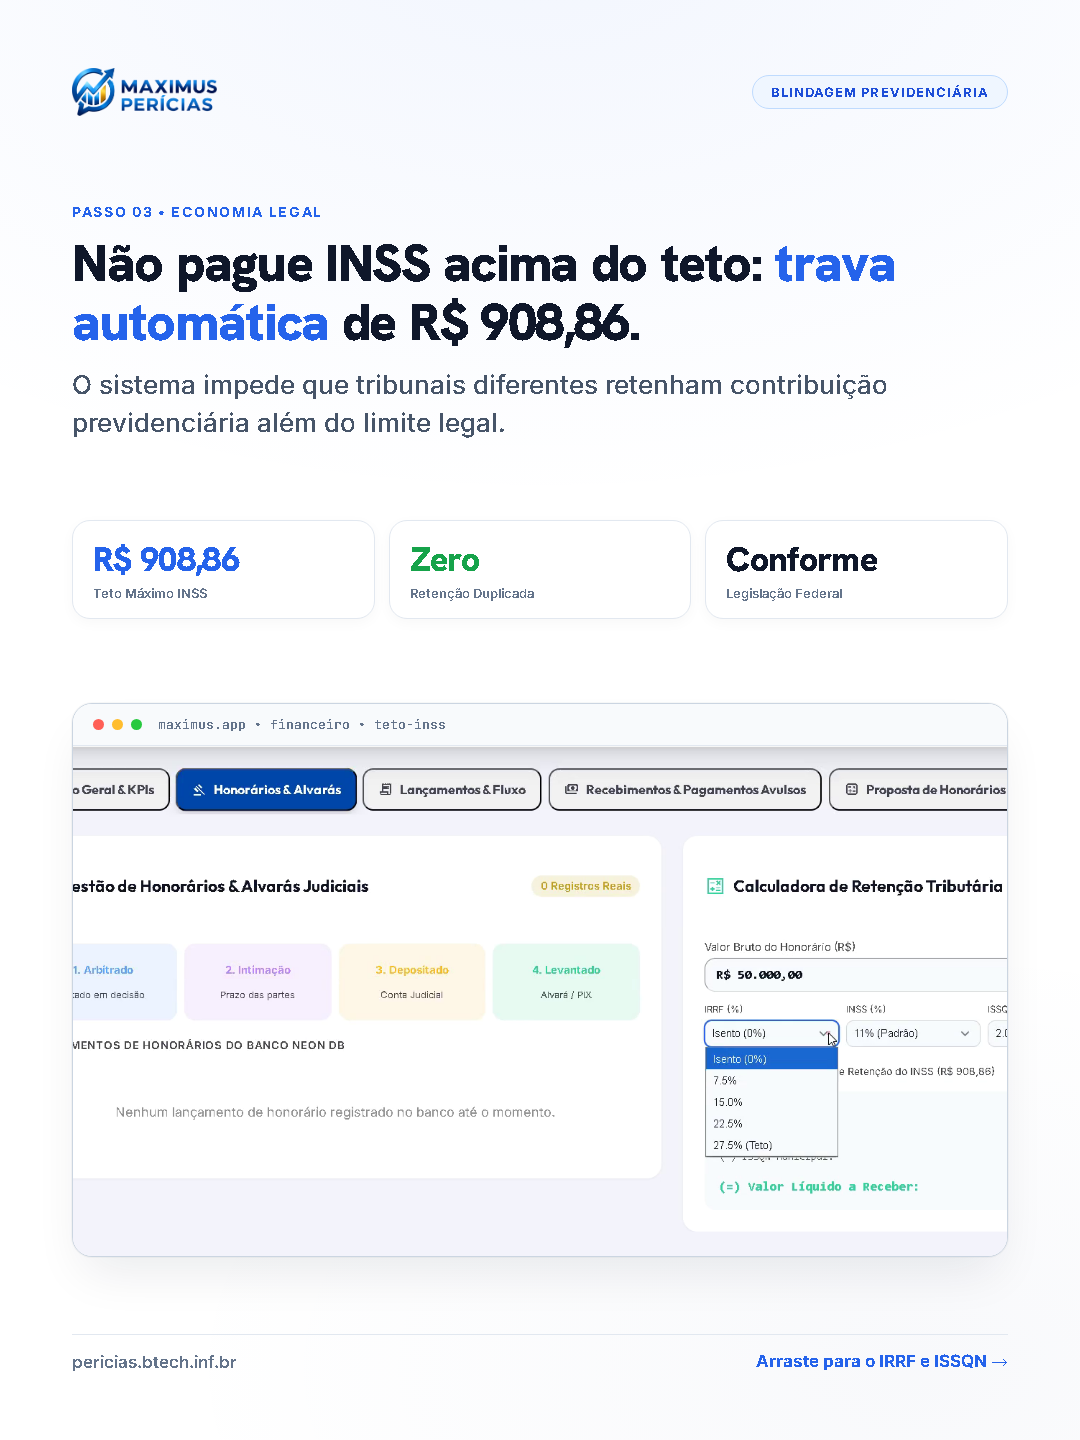 MAXIMUS
PERÍCIAS
BLINDAGEM PREVIDENCIÁRIA
PASSO 03 • ECONOMIA LEGAL
Não pague INSS acima do teto: trava
automática de R$ 908,86.
O sistema impede que tribunais diferentes retenham contribuição
previdenciária além do limite legal.
R$ 908,86
Teto Máximo INSS
Zero
Retenção Duplicada
Conforme
Legislação Federal
maximus.app • financeiro • teto-inss
o Geral & KPIs
Honorários & Alvarás
Lançamentos & Fluxo
Recebimentos & Pagamentos Avulsos
Proposta de Honorários
estão de Honorários & Alvarás Judiciais
0 Registros Reais
1. Arbitrado
tado em decisão
2. Intimação
Prazo das partes
3. Depositado
Conta Judicial
4. Levantado
Alvará / PIX
MENTOS DE HONORÁRIOS DO BANCO NEON DB
Nenhum lançamento de honorário registrado no banco até o momento.
Calculadora de Retenção Tributária
Valor Bruto do Honorário (R$)
R$ 50.000,00
IRRF (%)
INSS (%)
ISSQ
Isento (0%)
11% (Padrão)
2.0
Isento (0%)
7.5%
15.0%
22.5%
27.5% (Teto)
e Retenção do INSS (R$ 908,86)
(=) Valor Líquido a Receber:
pericias.btech.inf.br
Arraste para o IRRF e ISSQN →